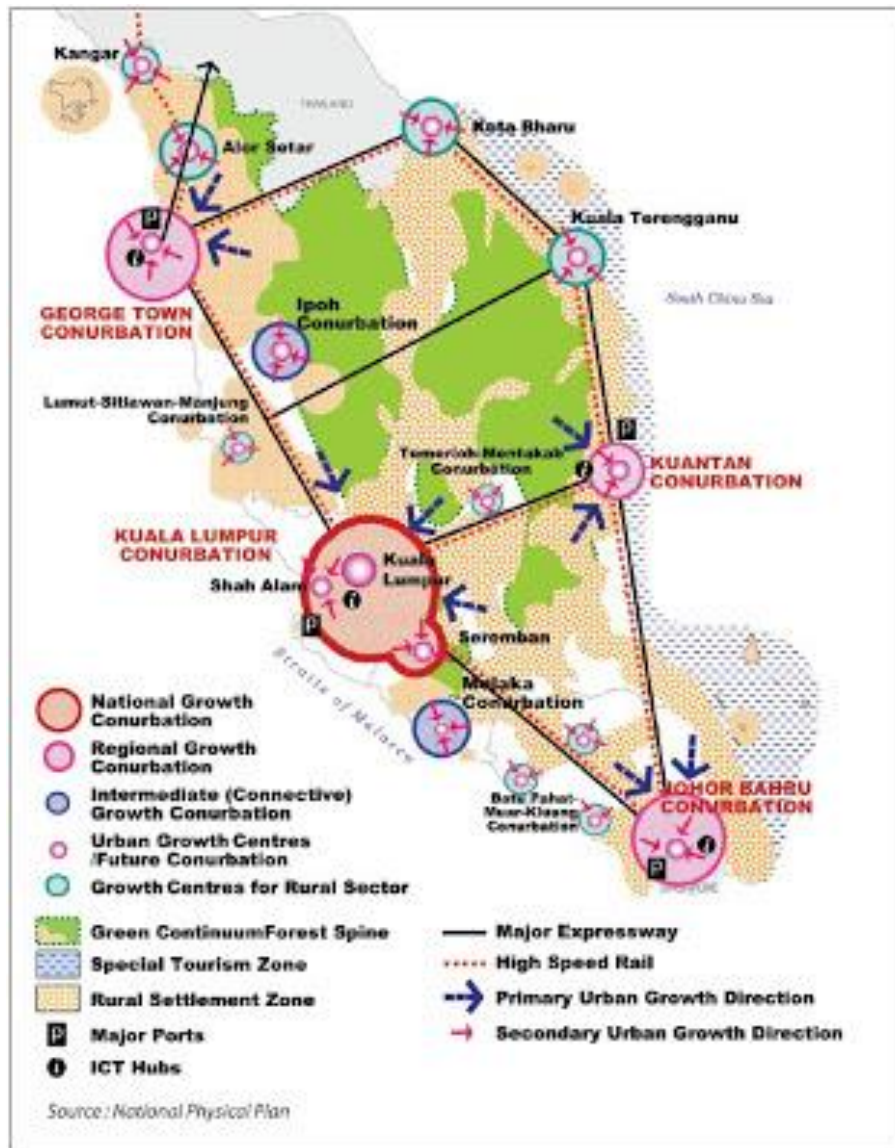 Kangar
THAILAND
Kota Bharu
Alor Setar
P
Kuala Terengganu
i
South China Sea
GEORGE TOWN
CONURBATION
Ipoh
Conurbation
Lumut-Sitiawan-Manjung
Conurbation
P
Temerloh-Mentakab
Conurbation
i
KUANTAN
CONURBATION
KUALA LUMPUR
CONURBATION
Kuala
Lumpur
Shah Alam
i
P
Seremban
Straits of Malacca
Melaka
Conurbation
JOHOR BAHRU
CONURBATION
Batu Pahat-
Muar-Kluang
Conurbation
i
P
National Growth
Conurbation
Regional Growth
Conurbation
Intermediate (Connective)
Growth Conurbation
Urban Growth Centres
/Future Conurbation
Growth Centres for Rural Sector
Green ContinuumForest Spine
Special Tourism Zone
Rural Settlement Zone
P Major Ports
i ICT Hubs
Major Expressway
High Speed Rail
Primary Urban Growth Direction
Secondary Urban Growth Direction
Source : National Physical Plan